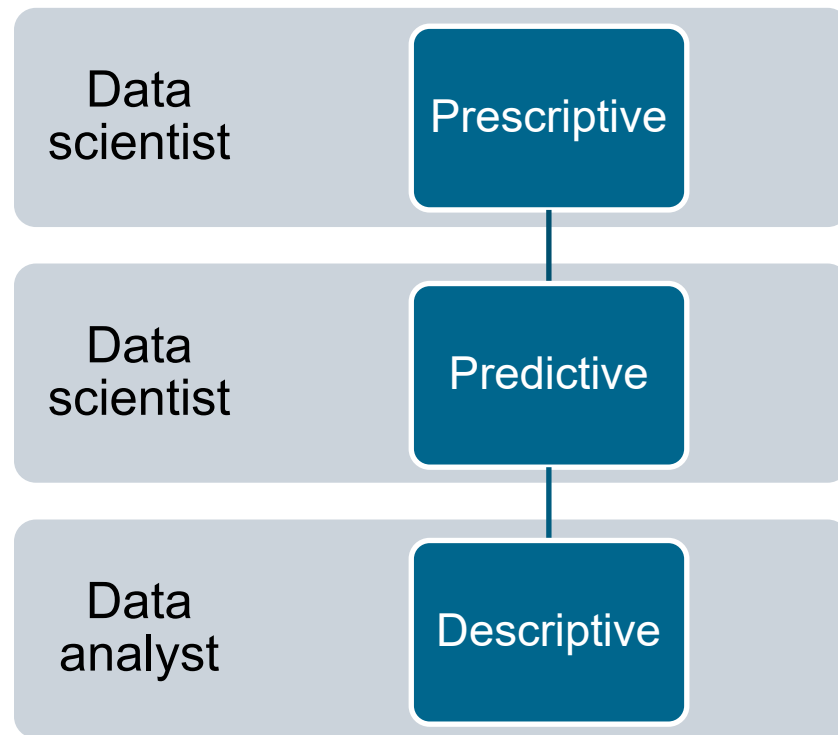 Data
scientist
Prescriptive
Data
scientist
Predictive
Data
analyst
Descriptive